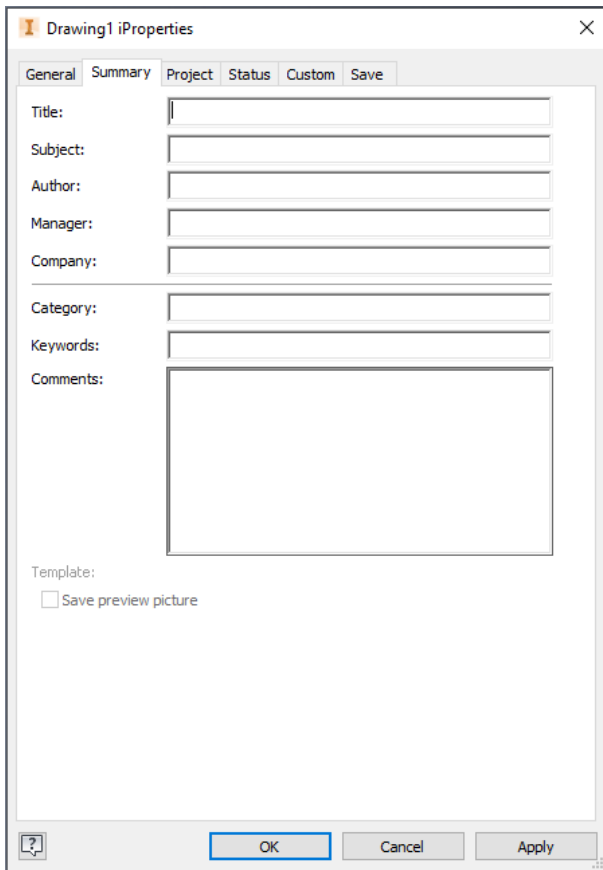 Drawing1 iProperties
General Summary Project Status Custom Save
Title:
Subject:
Author:
Manager:
Company:
Category:
Keywords:
Comments:
Template:
Save preview picture
OK Cancel Apply